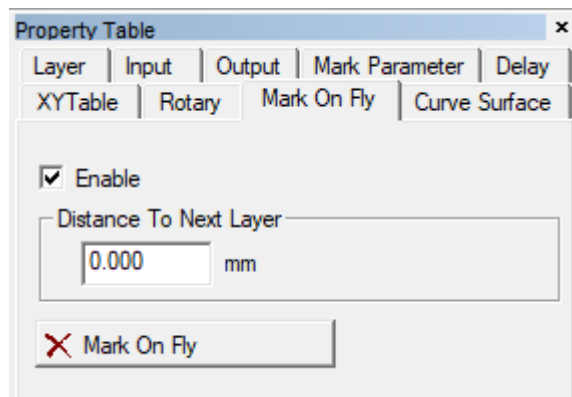 Property Table x
Layer Input Output Mark Parameter Delay
XYTable Rotary Mark On Fly Curve Surface
Enable
Distance To Next Layer
0.000 mm
Mark On Fly